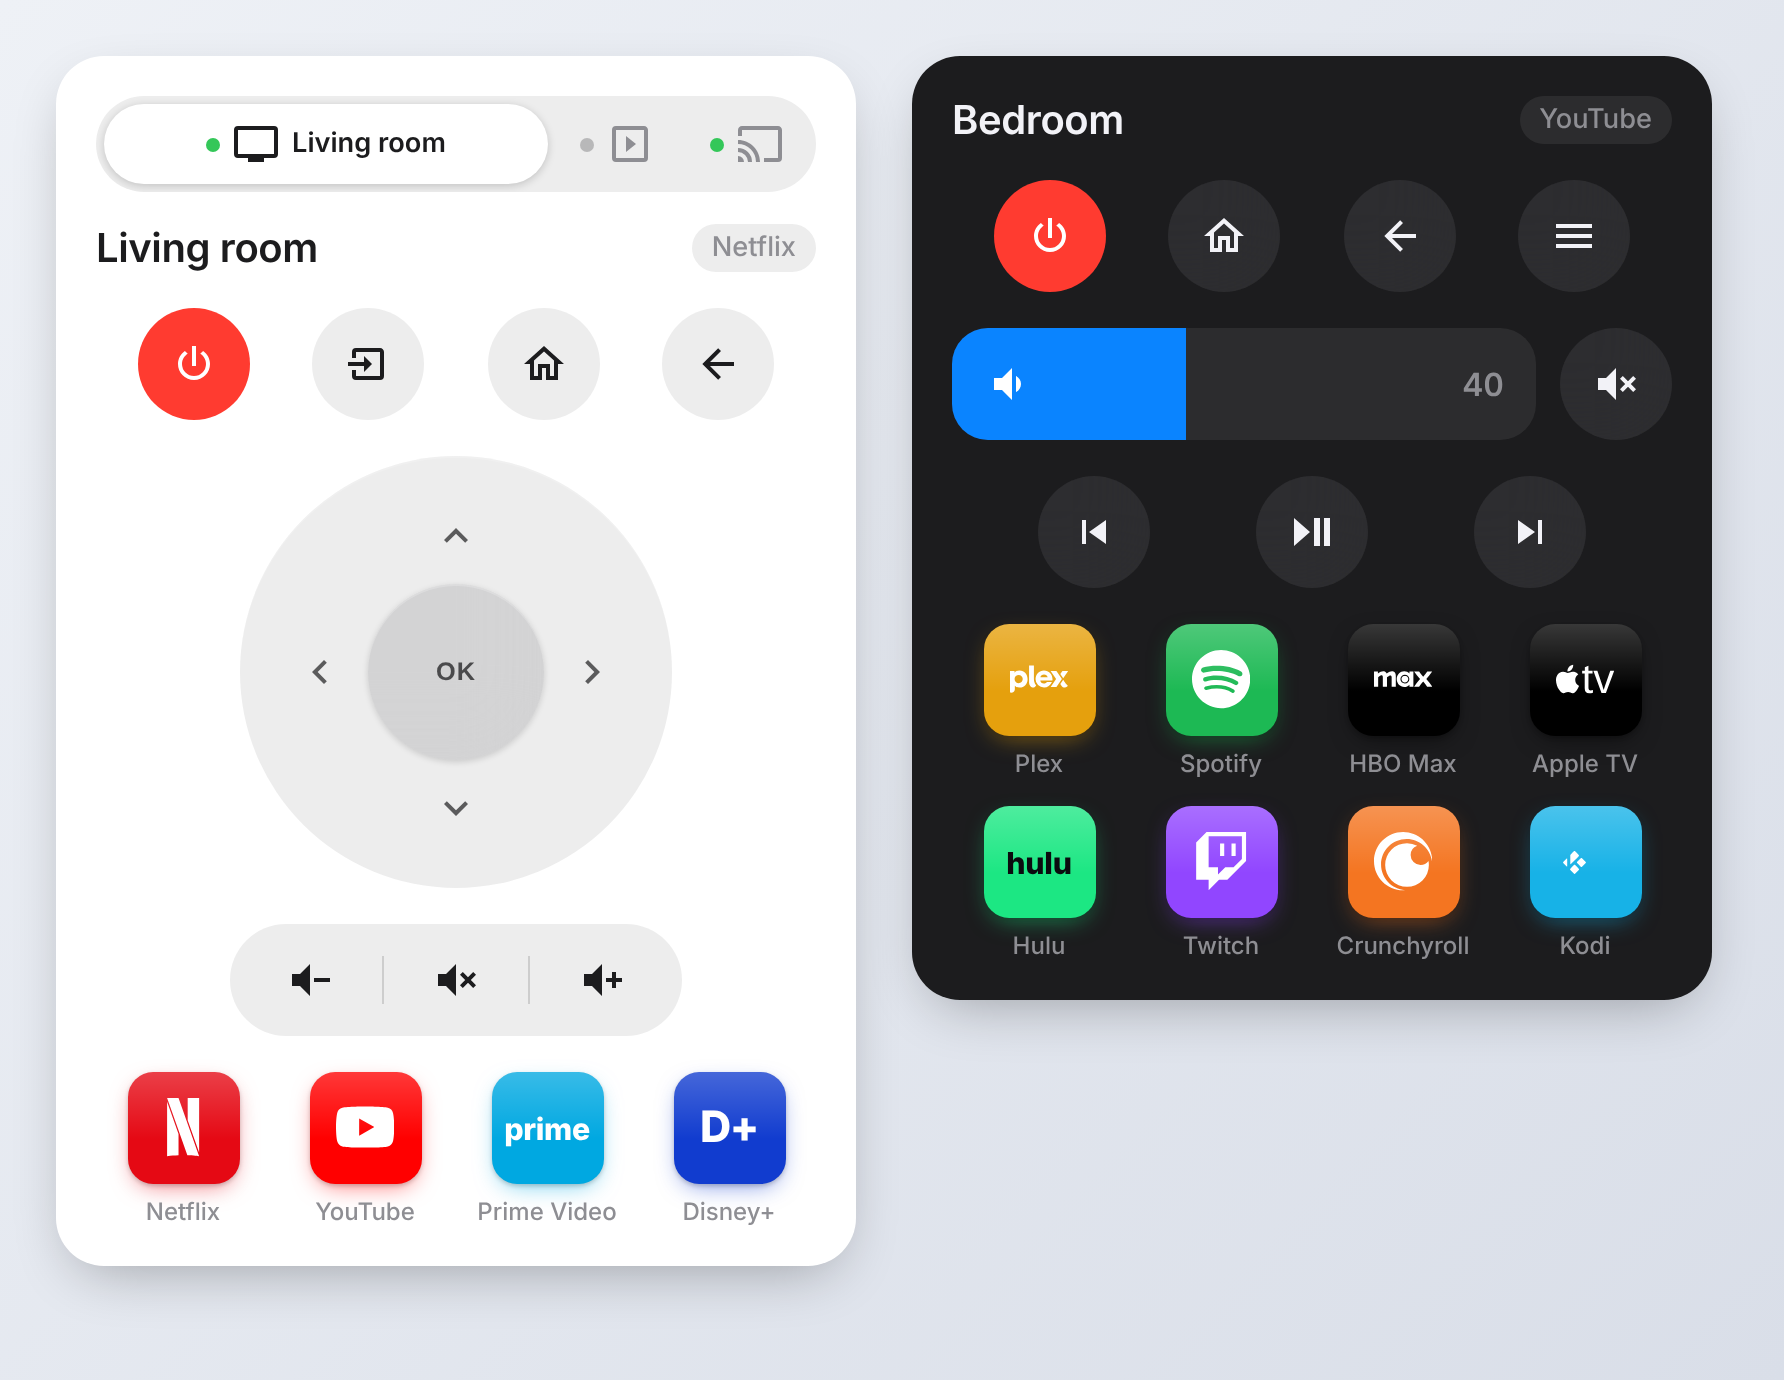 Living room
Living room
Netflix
OK
prime
D+
Netflix
YouTube
Prime Video
Disney+
Bedroom
YouTube
40
plex
max
tv
Plex
Spotify
HBO Max
Apple TV
hulu
Hulu
Twitch
Crunchyroll
Kodi